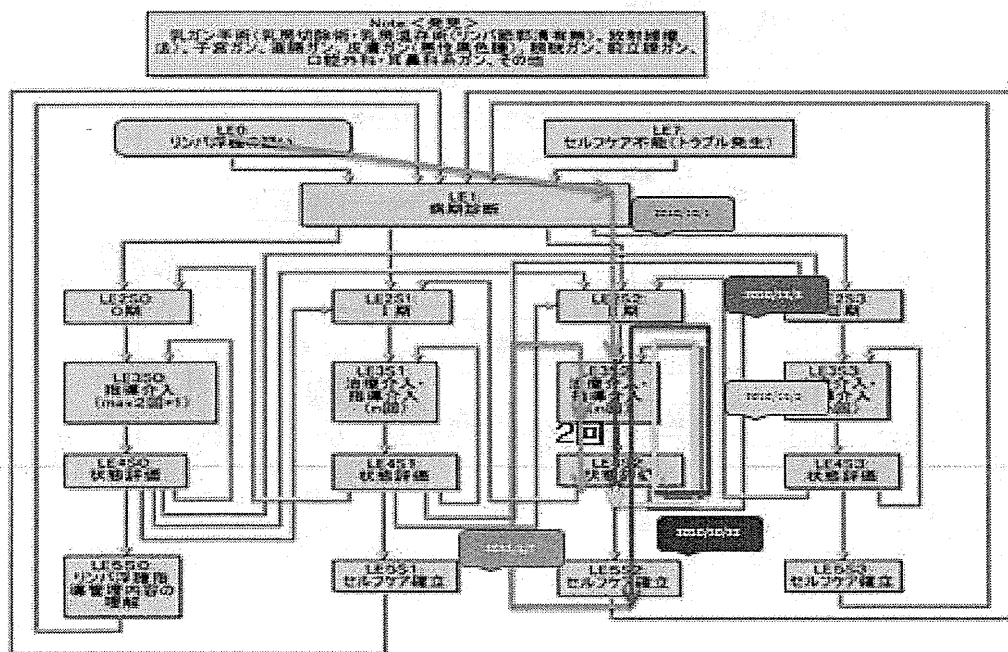 Note <発見>
乳ガン手術(乳房切除術・乳房温存術(リンパ節郭清有無)、放射線療
法)、子宮ガン、直腸ガン、皮膚ガン(悪性黒色腫)、膀胱ガン、前立腺ガン、
口腔外科・耳鼻科系ガン、その他
LE0:
リンパ浮腫の疑い
LE7:
セルフケア不能(トラブル発生)
LE1:
病期診断
LE2S0:
0期
LE2S1:
I期
LE2S2:
II期
LE2S3:
LE3S0:
指導介入
(max2回+1)
LE3S1:
治療介入・
指導介入
(n回)
LE3S2:
治療介入・
指導介入
(n回)
LE3S3:
2回
LE4S0:
状態評価
LE4S1:
状態評価
状態評価
LE4S3:
状態評価
LE5S0:
リンパ浮腫指
導管理内容の
理解
LE5S1:
セルフケア確立
LE5S2:
セルフケア確立
LE5S3:
セルフケア確立